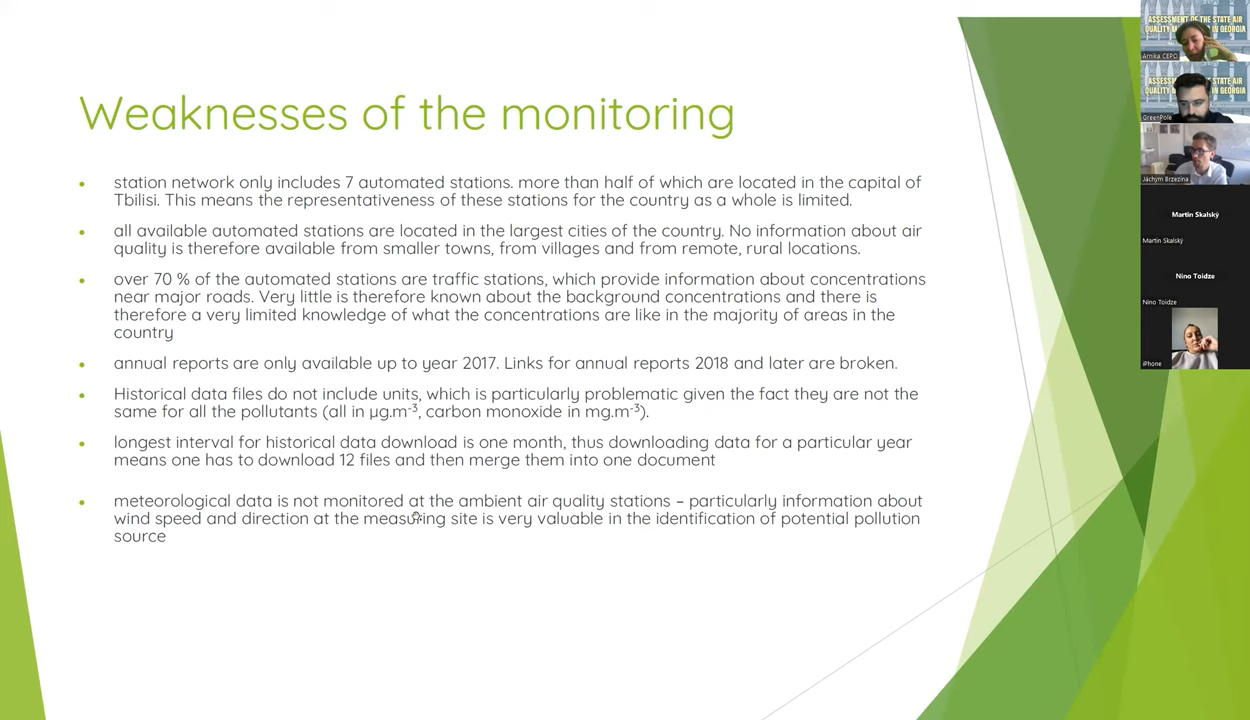 Weaknesses of the monitoring
station network only includes 7 automated stations. more than half of which are located in the capital of
Tbilisi. This means the representativeness of these stations for the country as a whole is limited.
all available automated stations are located in the largest cities of the country. No information about air
quality is therefore available from smaller towns, from villages and from remote, rural locations.
over 70 % of the automated stations are traffic stations, which provide information about concentrations
near major roads. Very little is therefore known about the background concentrations and there is
therefore a very limited knowledge of what the concentrations are like in the majority of areas in the
country
annual reports are only available up to year 2017. Links for annual reports 2018 and later are broken.
Historical data files do not include units, which is particularly problematic given the fact they are not the
same for all the pollutants (all in µg.m⁻³, carbon monoxide in mg.m⁻³).
longest interval for historical data download is one month, thus downloading data for a particular year
means one has to download 12 files and then merge them into one document
meteorological data is not monitored at the ambient air quality stations – particularly information about
wind speed and direction at the measuring site is very valuable in the identification of potential pollution
source
ASSESSMENT OF THE STATE AIR
QUALITY IN GEORGIA
Arnika CEPO
GreenPole
Jáchym Brzezina
Martin Skalský
Martin Skalský
Nino Toidze
Nino Toidze
iPhone